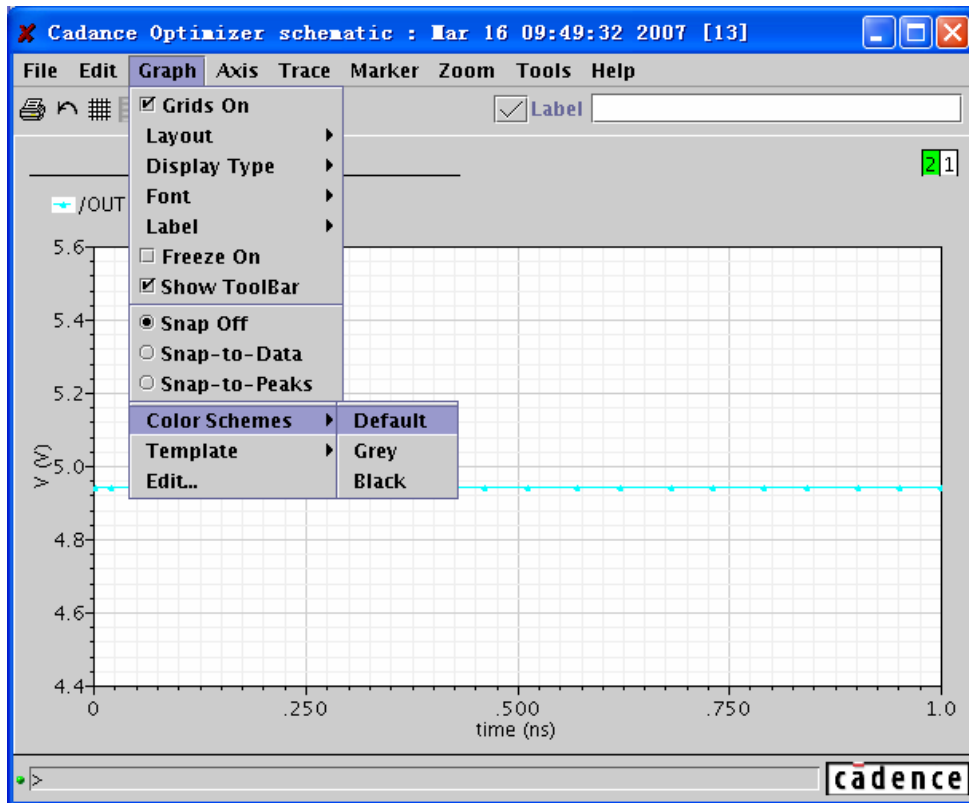 Cadance Optimizer schematic : Mar 16 09:49:32 2007 [13]
File Edit Graph Axis Trace Marker Zoom Tools Help
Label
Grids On
Layout
Display Type
Font
Label
Freeze On
Show ToolBar
Snap Off
Snap-to-Data
Snap-to-Peaks
Color Schemes
Template
Edit...
Default
Grey
Black
2 1
/OUT
5.6
5.4
5.2
5.0
4.8
4.6
4.4
V (V)
0 .250 .500 .750 1.0
time (ns)
>
cādence